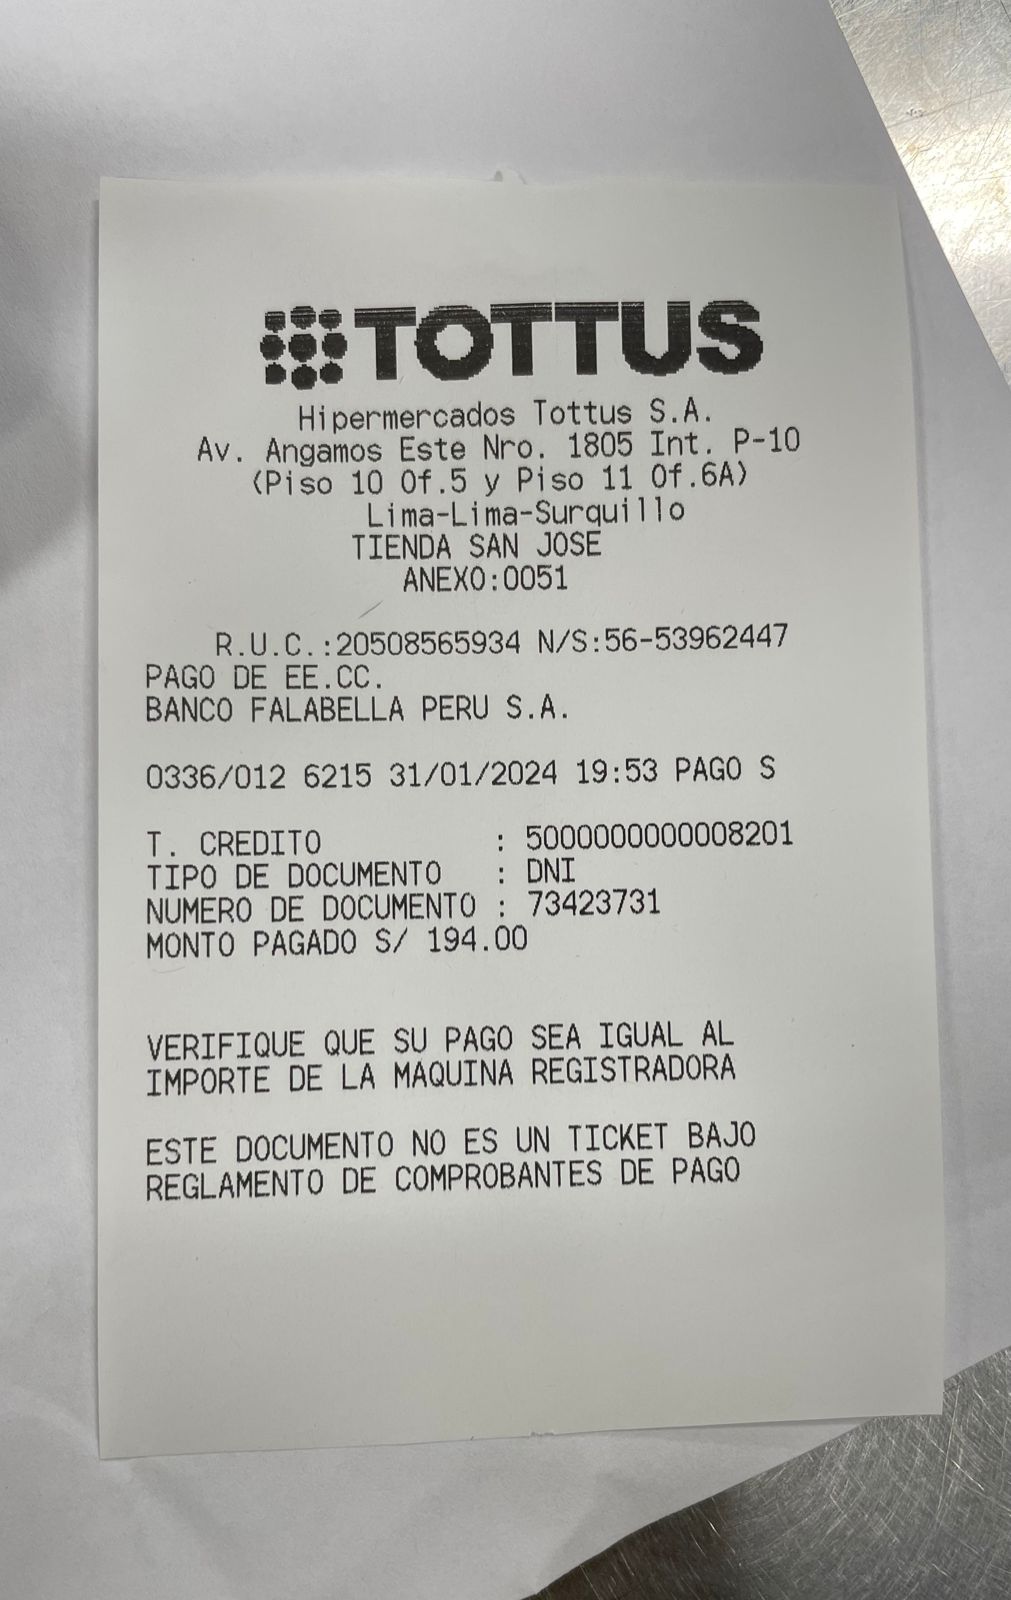 TOTTUS
Hipermercados Tottus S.A.
Av. Angamos Este Nro. 1805 Int. P-10
(Piso 10 Of.5 y Piso 11 Of.6A)
Lima-Lima-Surquillo
TIENDA SAN JOSE
ANEXO:0051
R.U.C.:20508565934 N/S:56-53962447
PAGO DE EE.CC.
BANCO FALABELLA PERU S.A.
0336/012 6215 31/01/2024 19:53 PAGO S
T. CREDITO : 5000000000008201
TIPO DE DOCUMENTO : DNI
NUMERO DE DOCUMENTO : 73423731
MONTO PAGADO S/ 194.00
VERIFIQUE QUE SU PAGO SEA IGUAL AL
IMPORTE DE LA MAQUINA REGISTRADORA
ESTE DOCUMENTO NO ES UN TICKET BAJO
REGLAMENTO DE COMPROBANTES DE PAGO